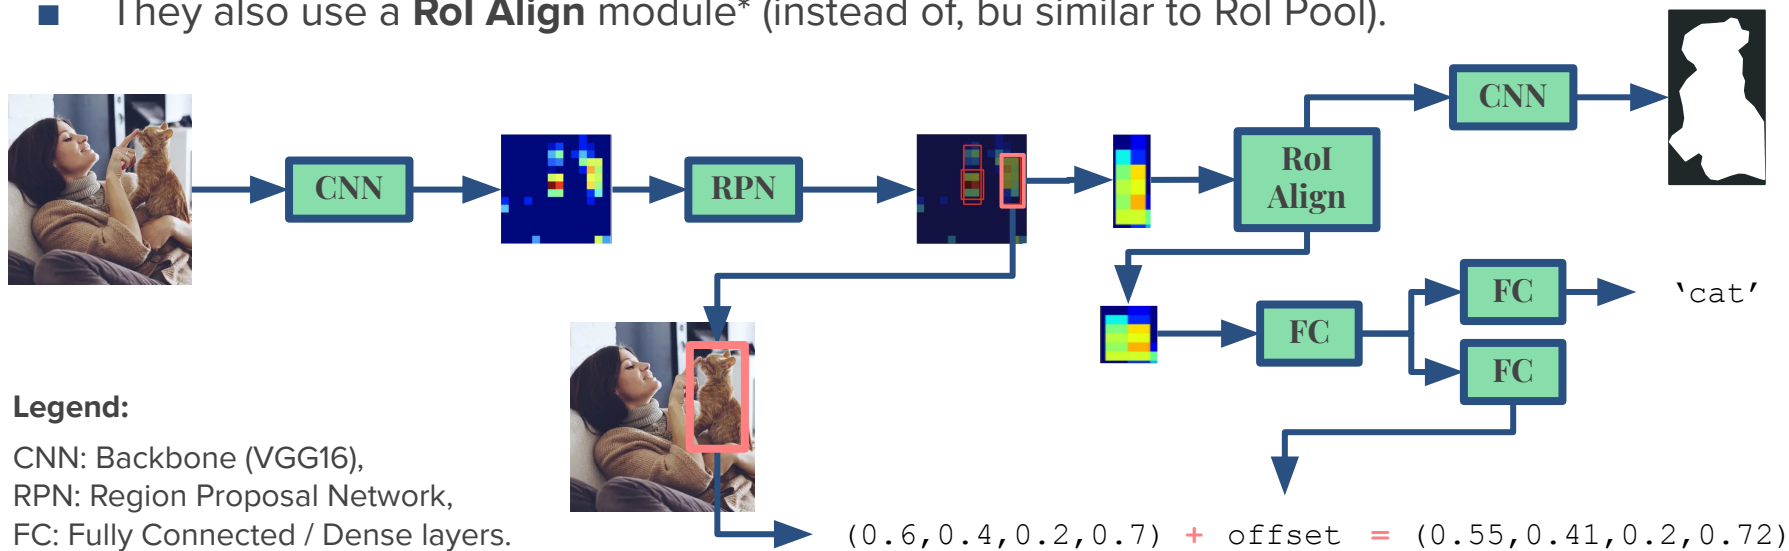 ■ They also use a RoI Align module* (instead of, bu similar to RoI Pool).
CNN
RPN
RoI
Align
CNN
FC
FC
FC
‘cat’
Legend:
CNN: Backbone (VGG16),
RPN: Region Proposal Network,
FC: Fully Connected / Dense layers.
(0.6,0.4,0.2,0.7) + offset = (0.55,0.41,0.2,0.72)